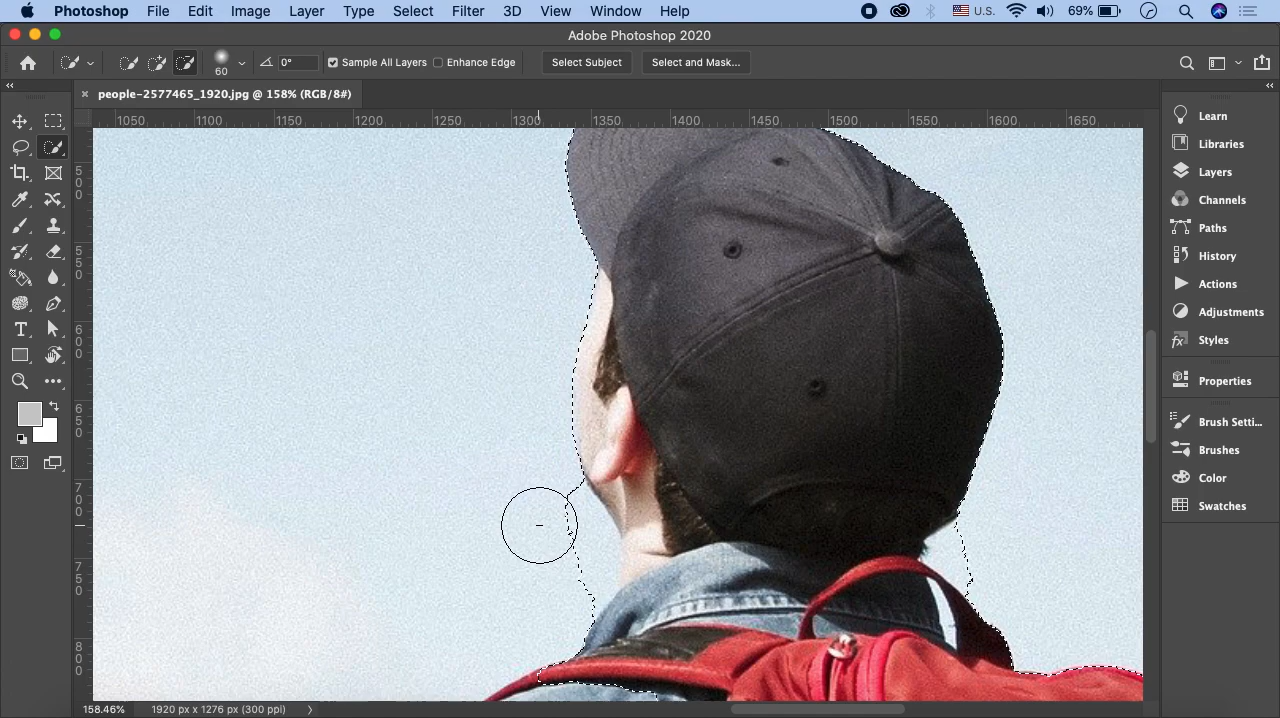 Photoshop File Edit Image Layer Type Select Filter 3D View Window Help U.S. 69%
Adobe Photoshop 2020
60 0° Sample All Layers Enhance Edge Select Subject Select and Mask...
people-2577465_1920.jpg @ 158% (RGB/8#)
1050 1100 1150 1200 1250 1300 1350 1400 1450 1500 1550 1600 1650
500
550
600
650
700
750
800
Learn
Libraries
Layers
Channels
Paths
History
Actions
Adjustments
Styles
Properties
Brush Setti...
Brushes
Color
Swatches
158.46% 1920 px x 1276 px (300 ppi)